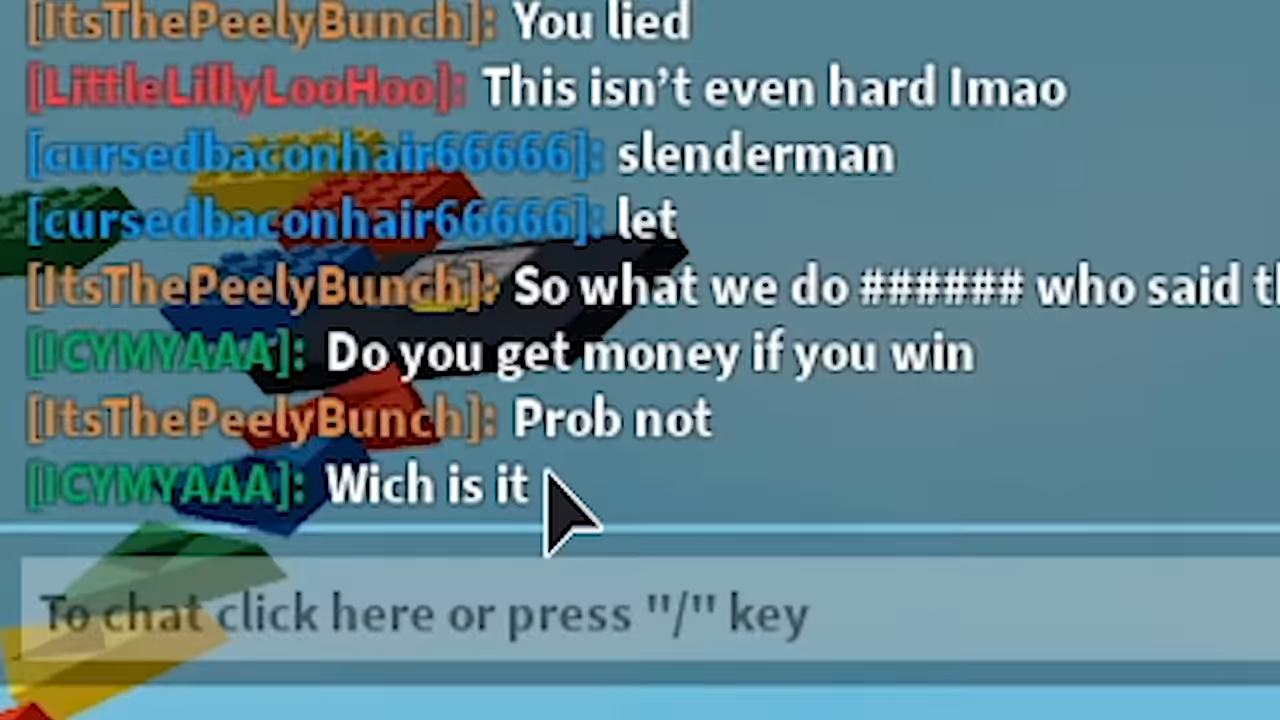 [ItsThePeelyBunch]: You lied
[LittleLillyLooHoo]: This isn’t even hard lmao
[cursedbaconhair66666]: slenderman
[cursedbaconhair66666]: let
[ItsThePeelyBunch]: So what we do ###### who said
[ICYMYAAA]: Do you get money if you win
[ItsThePeelyBunch]: Prob not
[ICYMYAAA]: Wich is it
To chat click here or press "/" key